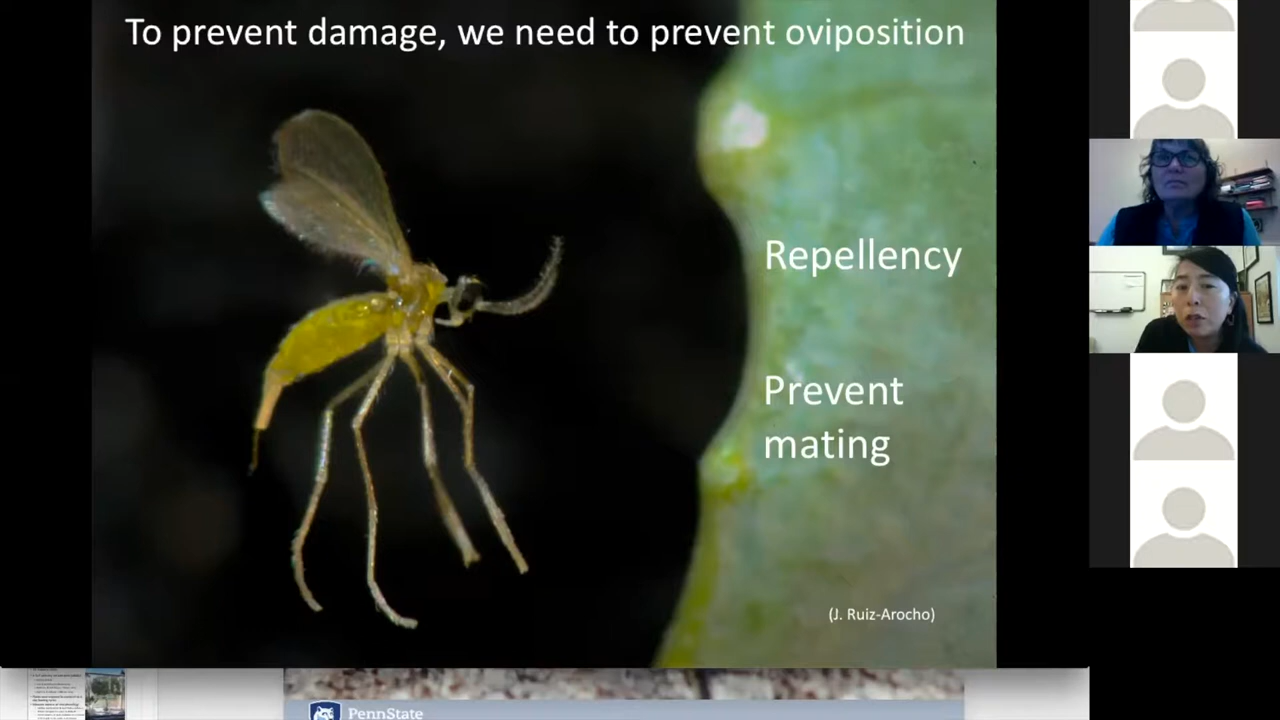 To prevent damage, we need to prevent oviposition
Repellency
Prevent
mating
(J. Ruiz-Arocho)
PennState